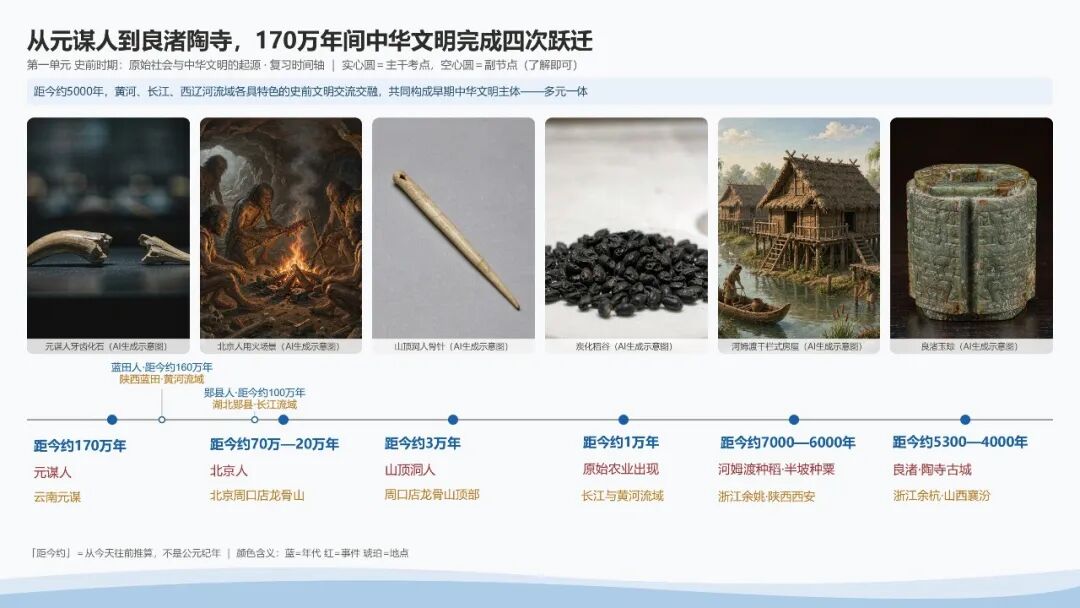 从元谋人到良渚陶寺，170万年间中华文明完成四次跃迁
第一单元 史前时期：原始社会与中华文明的起源 · 复习时间轴 | 实心圆＝主干考点，空心圆＝副节点（了解即可）
距今约5000年，黄河、长江、西辽河流域各具特色的史前文明交流交融，共同构成早期中华文明主体——多元一体
元谋人牙齿化石（AI生成示意图）
北京人用火场景（AI生成示意图）
山顶洞人骨针（AI生成示意图）
炭化稻谷（AI生成示意图）
河姆渡干栏式房屋（AI生成示意图）
良渚玉琮（AI生成示意图）
蓝田人·距今约160万年
陕西蓝田·黄河流域
郧县人·距今约100万年
湖北郧县·长江流域
距今约170万年
元谋人
云南元谋
距今约70万—20万年
北京人
北京周口店龙骨山
距今约3万年
山顶洞人
周口店龙骨山顶部
距今约1万年
原始农业出现
长江与黄河流域
距今约7000—6000年
河姆渡种稻·半坡种粟
浙江余姚·陕西西安
距今约5300—4000年
良渚·陶寺古城
浙江余杭·山西襄汾
「距今约」＝从今天往前推算，不是公元纪年 | 颜色含义：蓝=年代 红=事件 琥珀=地点